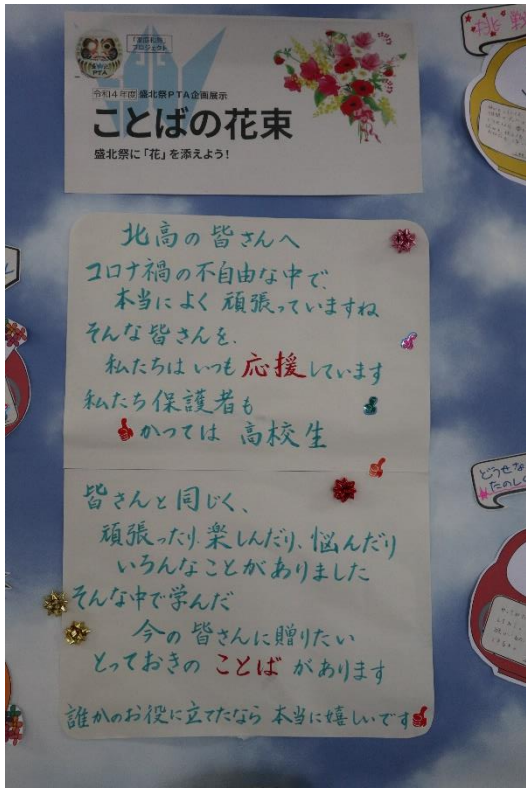 プロジェクト
PTA
令和4年度 盛北祭PTA企画展示
ことばの花束
盛北祭に「花」を添えよう！
北高の皆さんへ
コロナ禍の不自由な中で、
本当によく頑張っていますね
そんな皆さんを、
私たちはいつも応援しています
私たち保護者も
かつては 高校生
皆さんと同じく、
頑張ったり、楽しんだり、悩んだり
いろんなことがありました
そんな中で学んだ
今の皆さんに贈りたい
とっておきの ことば があります
誰かのお役に立てたなら 本当に嬉しいです
どうせな
たのしく